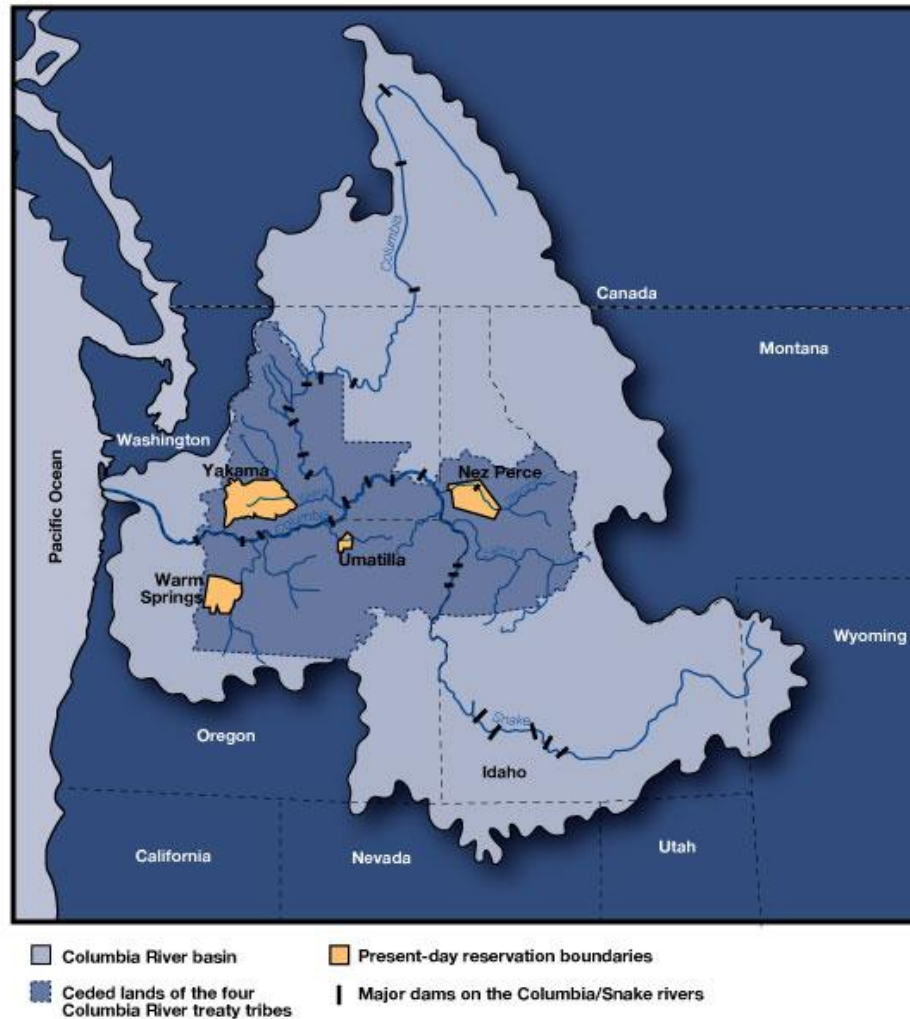 Columbia
Canada
Montana
Washington
Pacific Ocean
Yakama
Nez Perce
Columbia
Umatilla
Warm
Springs
Wyoming
Oregon
Snake
Idaho
California
Nevada
Utah
Columbia River basin
Present-day reservation boundaries
Ceded lands of the four
Columbia River treaty tribes
Major dams on the Columbia/Snake rivers